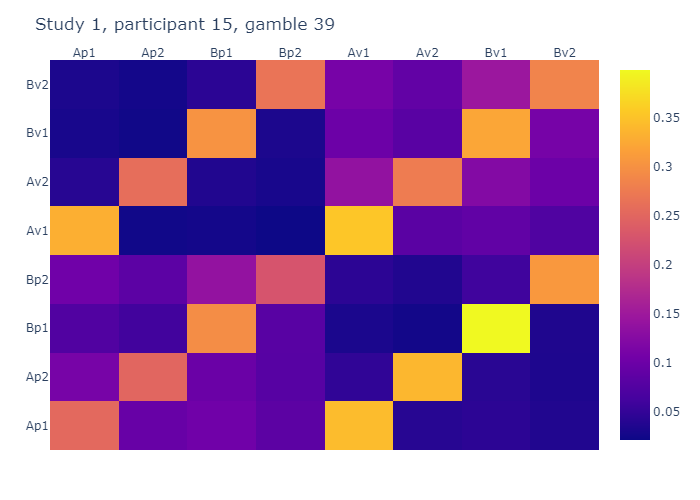 Study 1, participant 15, gamble 39
Ap1 Ap2 Bp1 Bp2 Av1 Av2 Bv1 Bv2
Bv2
Bv1
Av2
Av1
Bp2
Bp1
Ap2
Ap1
0.35
0.3
0.25
0.2
0.15
0.1
0.05